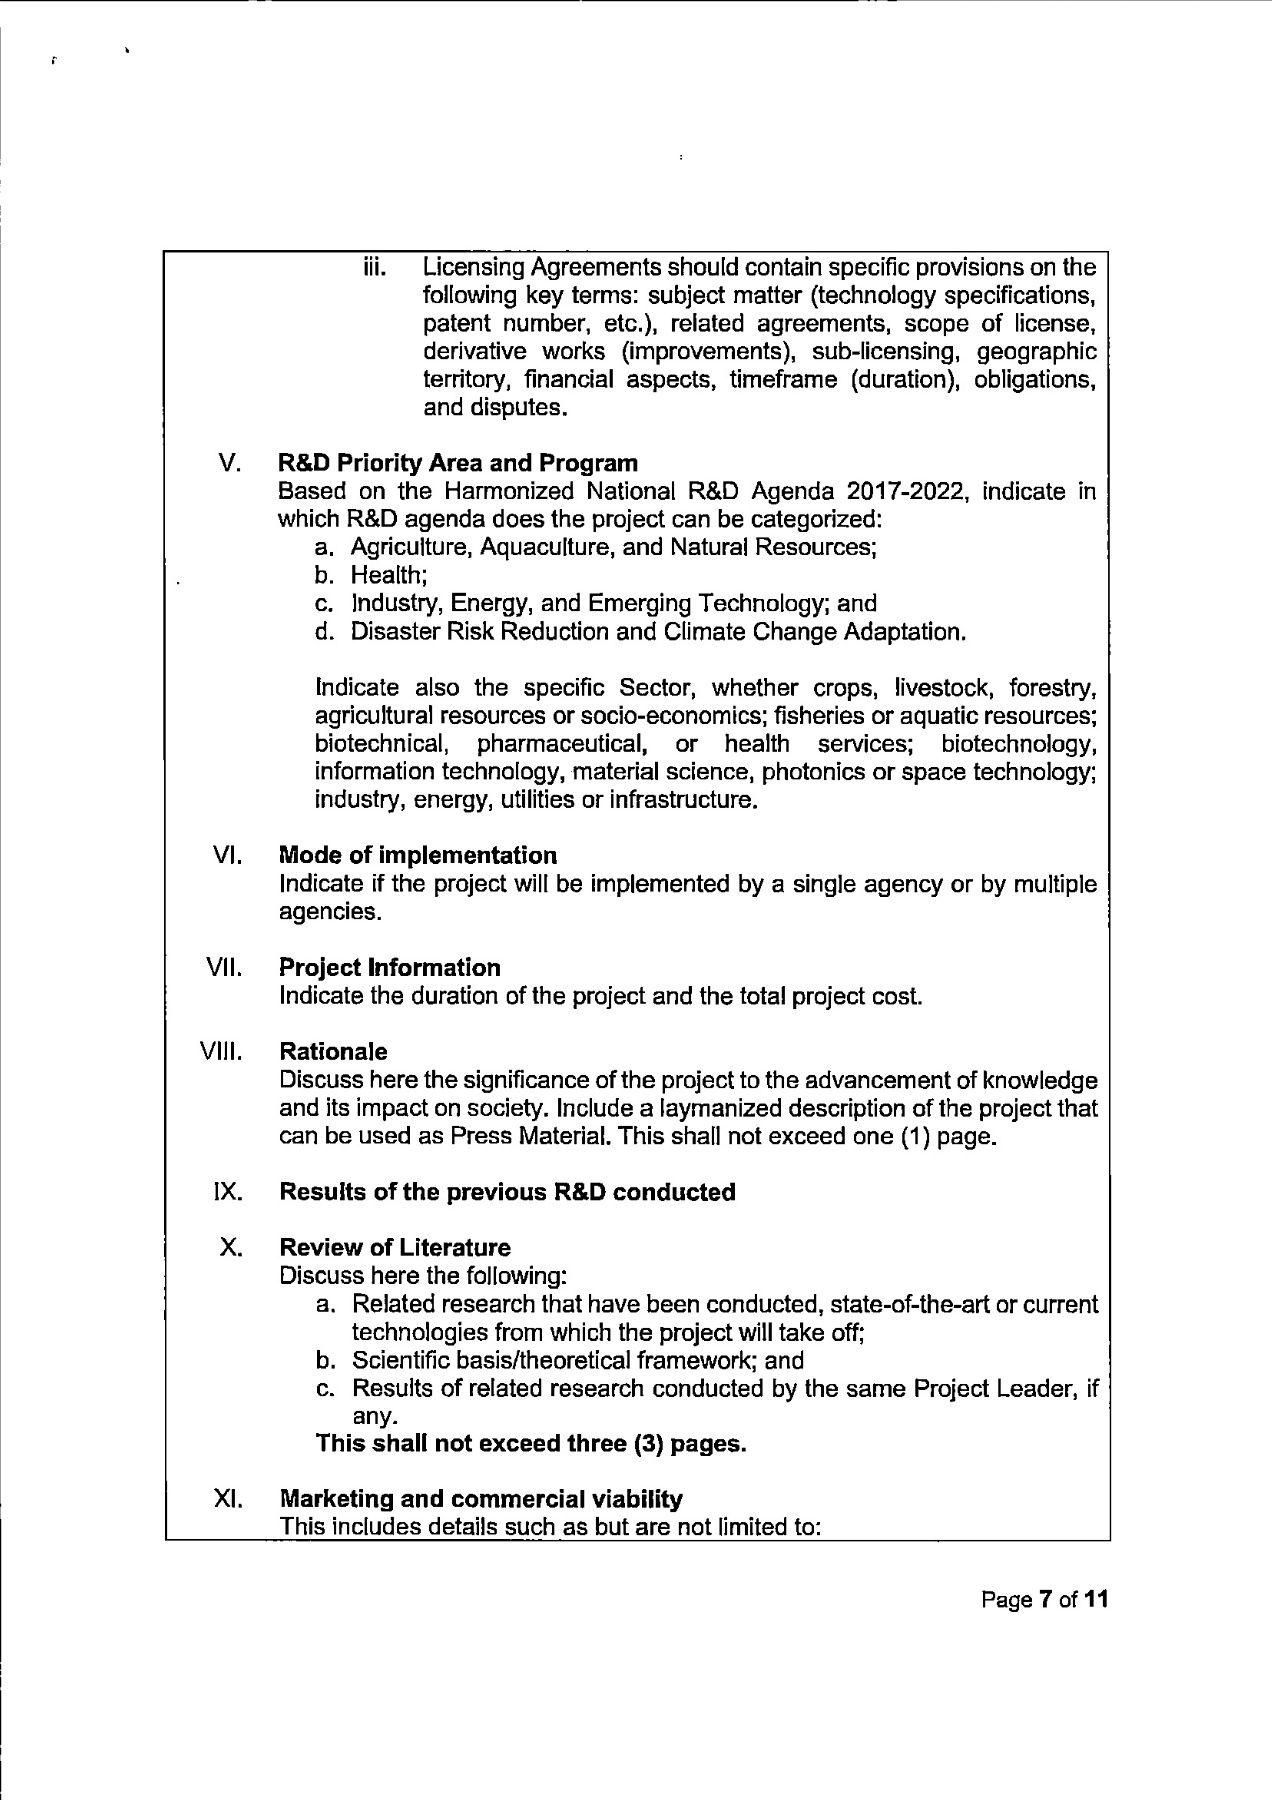 iii. Licensing Agreements should contain specific provisions on the
following key terms: subject matter (technology specifications,
patent number, etc.), related agreements, scope of license,
derivative works (improvements), sub-licensing, geographic
territory, financial aspects, timeframe (duration), obligations,
and disputes.
V. R&D Priority Area and Program
Based on the Harmonized National R&D Agenda 2017-2022, indicate in
which R&D agenda does the project can be categorized:
a. Agriculture, Aquaculture, and Natural Resources;
b. Health;
c. Industry, Energy, and Emerging Technology; and
d. Disaster Risk Reduction and Climate Change Adaptation.
Indicate also the specific Sector, whether crops, livestock, forestry,
agricultural resources or socio-economics; fisheries or aquatic resources;
biotechnical, pharmaceutical, or health services; biotechnology,
information technology, material science, photonics or space technology;
industry, energy, utilities or infrastructure.
VI. Mode of implementation
Indicate if the project will be implemented by a single agency or by multiple
agencies.
VII. Project Information
Indicate the duration of the project and the total project cost.
VIII. Rationale
Discuss here the significance of the project to the advancement of knowledge
and its impact on society. Include a laymanized description of the project that
can be used as Press Material. This shall not exceed one (1) page.
IX. Results of the previous R&D conducted
X. Review of Literature
Discuss here the following:
a. Related research that have been conducted, state-of-the-art or current
technologies from which the project will take off;
b. Scientific basis/theoretical framework; and
c. Results of related research conducted by the same Project Leader, if
any.
This shall not exceed three (3) pages.
XI. Marketing and commercial viability
This includes details such as but are not limited to:
Page 7 of 11